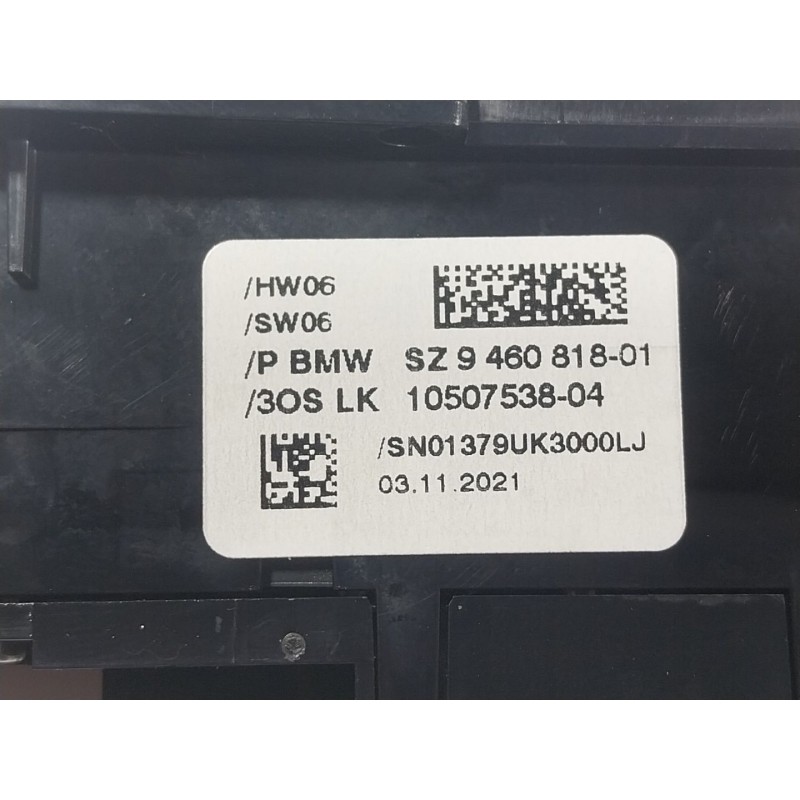 /HW06
/SW06
/P BMW SZ 9 460 818-01
/3OS LK 10507538-04
/SN01379UK3000LJ
03.11.2021